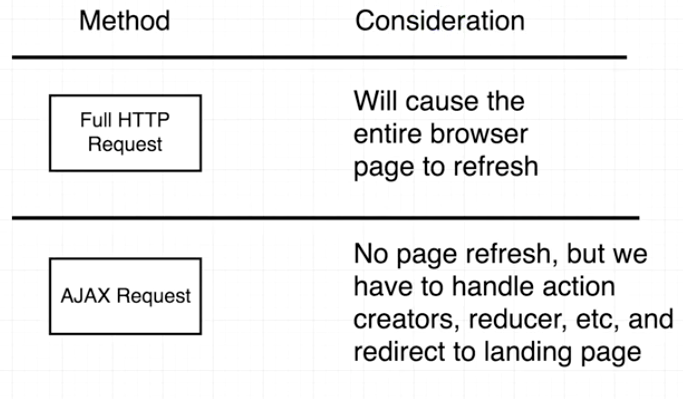 Method Consideration
Full HTTP
Request
Will cause the
entire browser
page to refresh
AJAX Request
No page refresh, but we
have to handle action
creators, reducer, etc, and
redirect to landing page